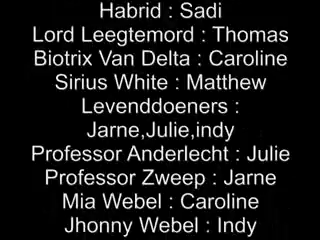 Habrid : Sadi
Lord Leegtemord : Thomas
Biotrix Van Delta : Caroline
Sirius White : Matthew
Levenddoeners :
Jarne,Julie,indy
Professor Anderlecht : Julie
Professor Zweep : Jarne
Mia Webel : Caroline
Jhonny Webel : Indy